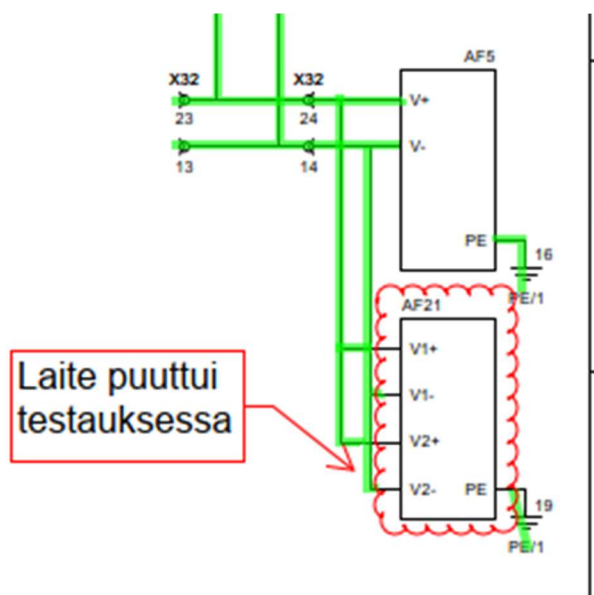 AF5
X32 X32
V+
23 24
V-
13 14
PE 16
PE/1
AF21
V1+
Laite puuttui
testauksessa
V1-
V2+
V2- PE 19
PE/1